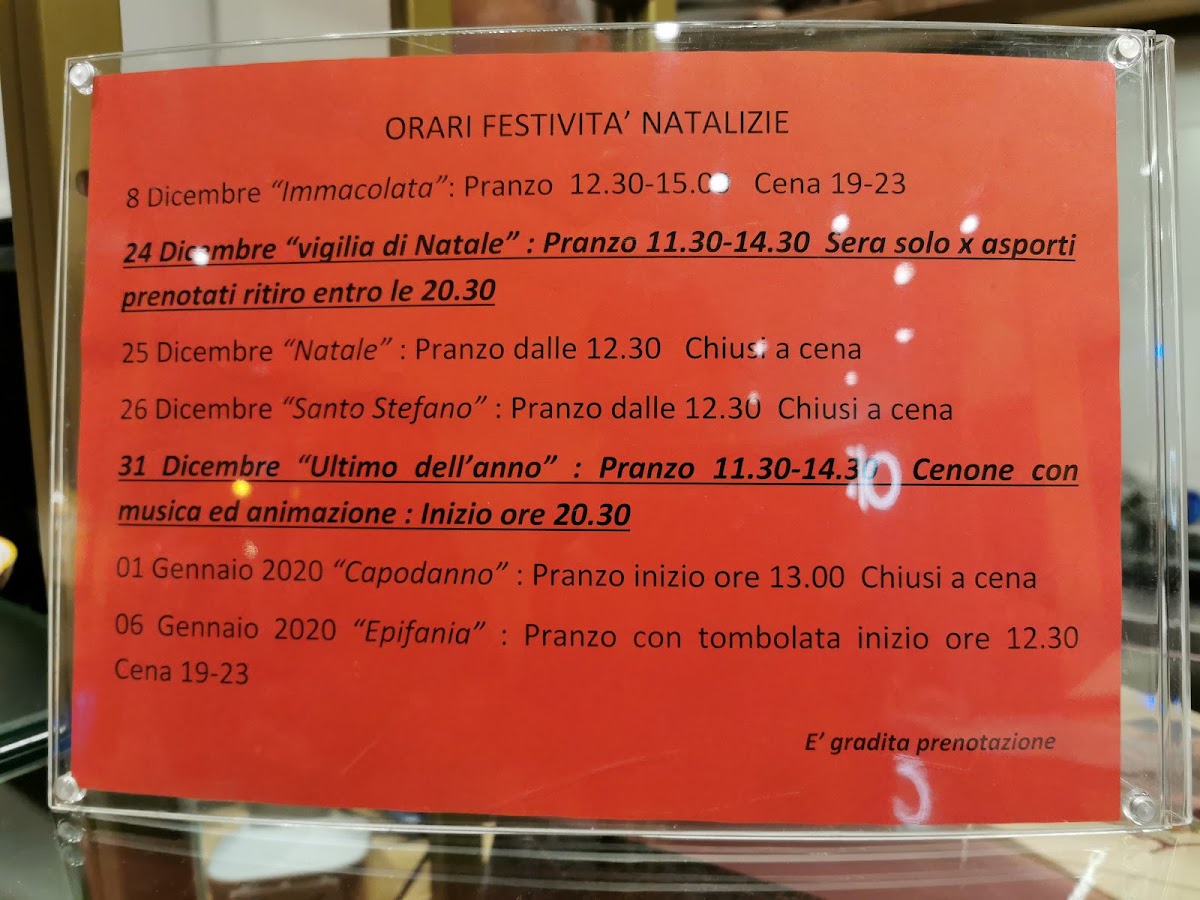 ORARI FESTIVITA' NATALIZIE
8 Dicembre “Immacolata”: Pranzo 12.30-15.00 Cena 19-23
24 Dicembre “vigilia di Natale” : Pranzo 11.30-14.30 Sera solo x asporti
prenotati ritiro entro le 20.30
25 Dicembre “Natale” : Pranzo dalle 12.30 Chiusi a cena
26 Dicembre “Santo Stefano” : Pranzo dalle 12.30 Chiusi a cena
31 Dicembre “Ultimo dell’anno” : Pranzo 11.30-14.30 Cenone con
musica ed animazione : Inizio ore 20.30
01 Gennaio 2020 “Capodanno” : Pranzo inizio ore 13.00 Chiusi a cena
06 Gennaio 2020 “Epifania” : Pranzo con tombolata inizio ore 12.30
Cena 19-23
E’ gradita prenotazione